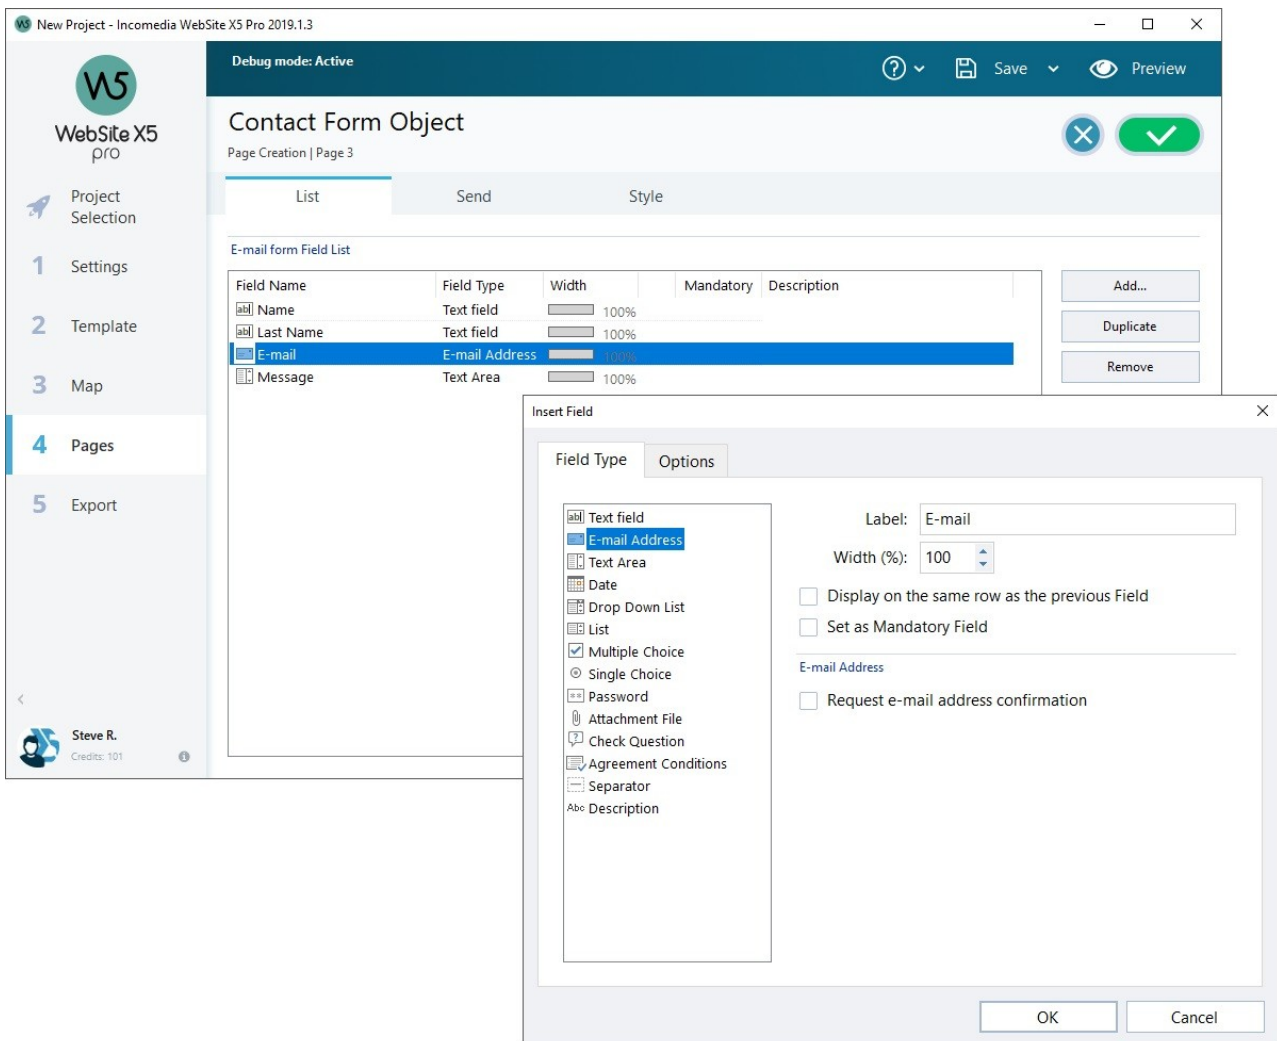 New Project - Incomedia WebSite X5 Pro 2019.1.3
Debug mode: Active
Save
Preview
W5
WebSite X5
pro
Contact Form Object
Page Creation | Page 3
Project
Selection
1 Settings
2 Template
3 Map
4 Pages
5 Export
Steve R.
Credits: 101
List Send Style
E-mail form Field List
Field Name Field Type Width Mandatory Description
Name Text field 100%
Last Name Text field 100%
E-mail E-mail Address 100%
Message Text Area 100%
Add...
Duplicate
Remove
Insert Field
Field Type Options
Text field
E-mail Address
Text Area
Date
Drop Down List
List
Multiple Choice
Single Choice
Password
Attachment File
Check Question
Agreement Conditions
Separator
Abc Description
Label: E-mail
Width (%): 100
Display on the same row as the previous Field
Set as Mandatory Field
E-mail Address
Request e-mail address confirmation
OK Cancel